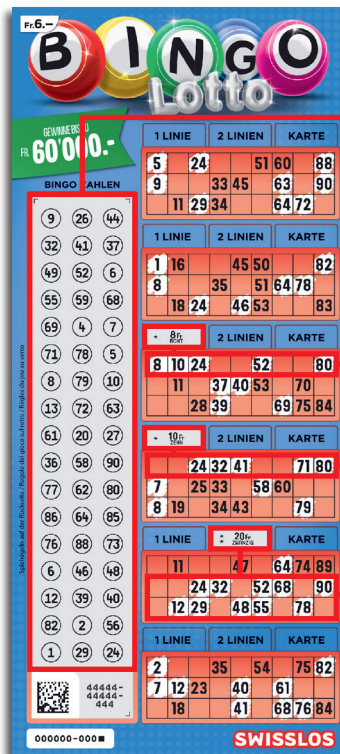 Fr.6.–
BINGO
Lotto
GEWINNE BIS ZU
FR. 60'000.-
BINGO ZAHLEN
9 26 44
32 41 37
49 52 6
55 59 68
69 4 7
71 78 5
8 79 10
13 72 63
61 20 27
36 58 90
77 62 80
86 64 85
76 88 73
6 46 48
12 39 40
82 2 56
1 29 24
44444-
44444-
444
000000-000■
Spielregeln auf der Rückseite / Regole del gioco sul retro / Règles du jeu au verso
1 LINIE 2 LINIEN KARTE
5 24 51 60 88
9 33 45 63 90
11 29 34 64 72
1 LINIE 2 LINIEN KARTE
1 16 45 50 82
8 35 51 64 78
18 24 46 53 83
* 8Fr ACHT 2 LINIEN KARTE
8 10 24 52 80
11 37 40 53 70
28 39 69 75 84
* 10Fr ZEHN 2 LINIEN KARTE
24 32 41 71 80
7 25 33 58 60
8 19 34 43 79
1 LINIE * * 20Fr ZWANZIG KARTE
11 47 64 74 89
24 32 52 68 90
12 29 48 55 78
1 LINIE 2 LINIEN KARTE
2 35 54 75 82
7 12 23 40 61
18 41 68 76 84
SWISSLOS